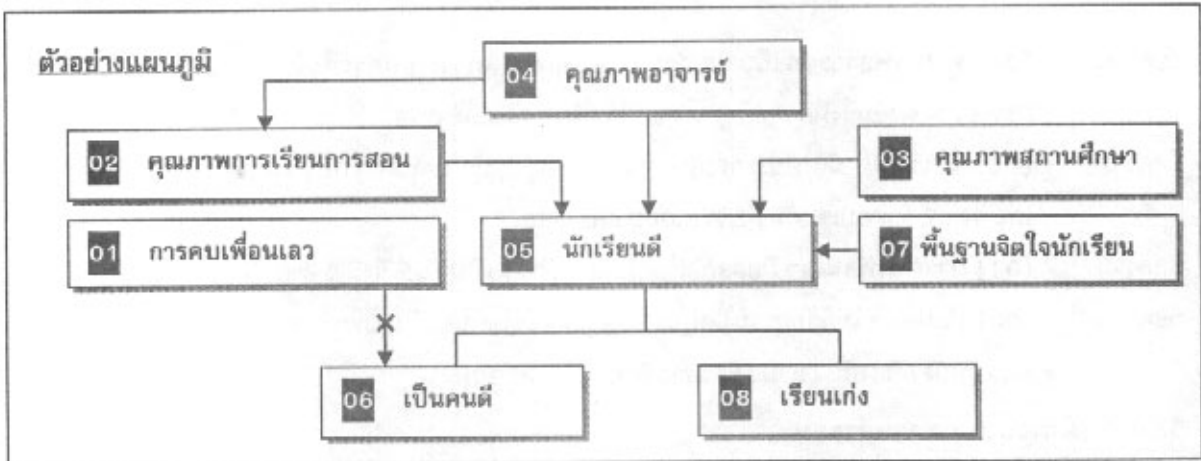 ตัวอย่างแผนภูมิ
04 คุณภาพอาจารย์
02 คุณภาพการเรียนการสอน
03 คุณภาพสถานศึกษา
01 การคบเพื่อนเลว
05 นักเรียนดี
07 พื้นฐานจิตใจนักเรียน
06 เป็นคนดี
08 เรียนเก่ง